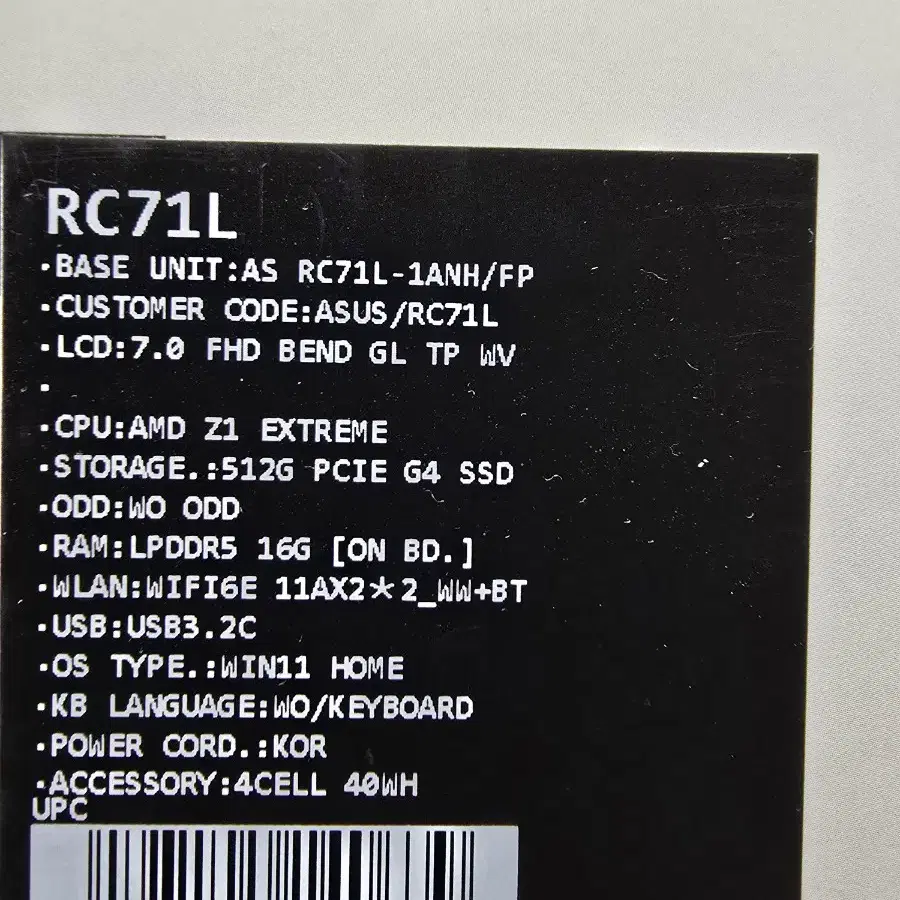 RC71L
·BASE UNIT:AS RC71L-1ANH/FP
·CUSTOMER CODE:ASUS/RC71L
·LCD:7.0 FHD BEND GL TP WV
·
·CPU:AMD Z1 EXTREME
·STORAGE.:512G PCIE G4 SSD
·ODD:WO ODD
·RAM:LPDDR5 16G [ON BD.]
·WLAN:WIFI6E 11AX2*2_WW+BT
·USB:USB3.2C
·OS TYPE.:WIN11 HOME
·KB LANGUAGE:WO/KEYBOARD
·POWER CORD.:KOR
·ACCESSORY:4CELL 40WH
UPC